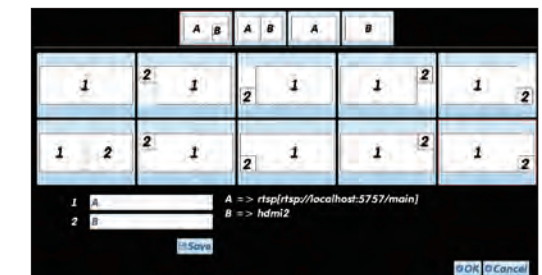 A B A B A B
1 2 1 2 1 1 2 1 2
1 2 2 1 2 1 1 2 1 2
1 A A => rtsp[rtsp://localhost:5757/main]
2 B B => hdmi2
Save
OK Cancel